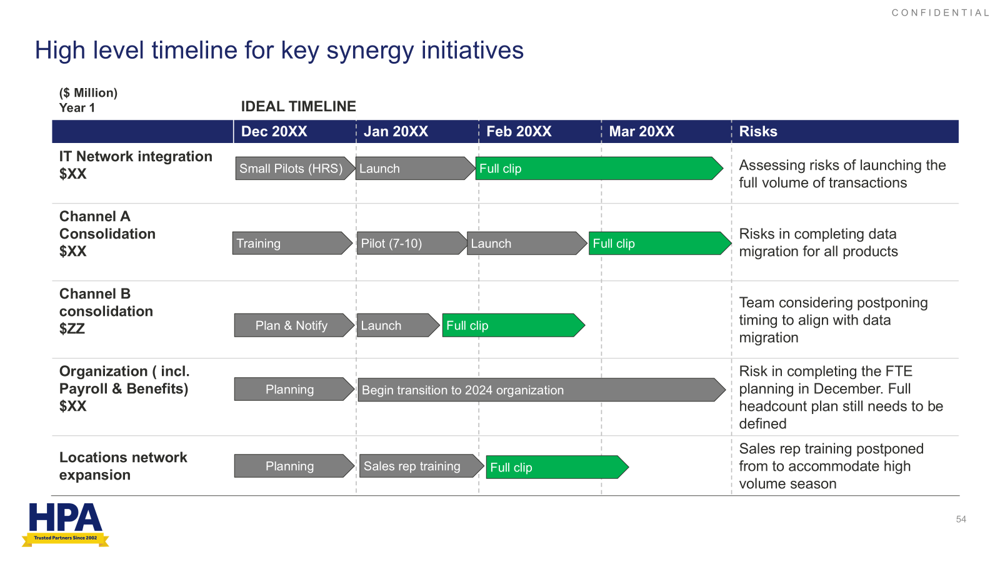 CONFIDENTIAL
High level timeline for key synergy initiatives
($ Million)
Year 1
IDEAL TIMELINE
Dec 20XX
Jan 20XX
Feb 20XX
Mar 20XX
Risks
IT Network integration
$XX
Small Pilots (HRS)
Launch
Full clip
Assessing risks of launching the
full volume of transactions
Channel A
Consolidation
$XX
Training
Pilot (7-10)
Launch
Full clip
Risks in completing data
migration for all products
Channel B
consolidation
$ZZ
Plan & Notify
Launch
Full clip
Team considering postponing
timing to align with data
migration
Organization ( incl.
Payroll & Benefits)
$XX
Planning
Begin transition to 2024 organization
Risk in completing the FTE
planning in December. Full
headcount plan still needs to be
defined
Locations network
expansion
Planning
Sales rep training
Full clip
Sales rep training postponed
from to accommodate high
volume season
HPA
Trusted Partners Since 2002
54